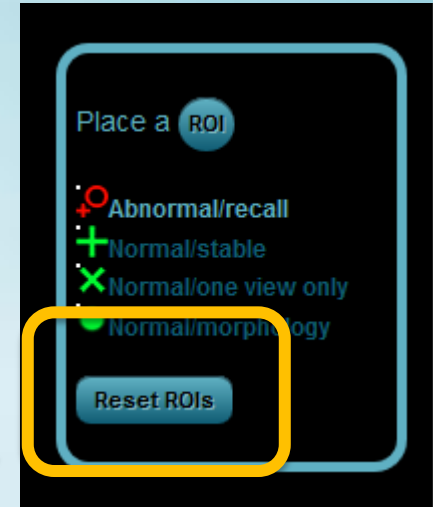 Place a ROI
Abnormal/recall
Normal/stable
Normal/one view only
Normal/morphology
Reset ROIs